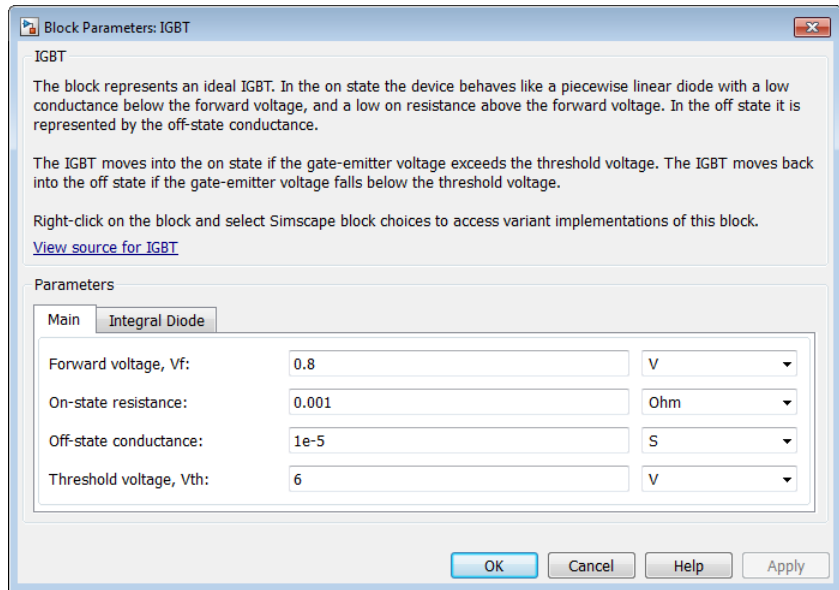 Block Parameters: IGBT
IGBT
The block represents an ideal IGBT. In the on state the device behaves like a piecewise linear diode with a low
conductance below the forward voltage, and a low on resistance above the forward voltage. In the off state it is
represented by the off-state conductance.
The IGBT moves into the on state if the gate-emitter voltage exceeds the threshold voltage. The IGBT moves back
into the off state if the gate-emitter voltage falls below the threshold voltage.
Right-click on the block and select Simscape block choices to access variant implementations of this block.
View source for IGBT
Parameters
Main Integral Diode
Forward voltage, Vf: 0.8 V
On-state resistance: 0.001 Ohm
Off-state conductance: 1e-5 S
Threshold voltage, Vth: 6 V
OK Cancel Help Apply